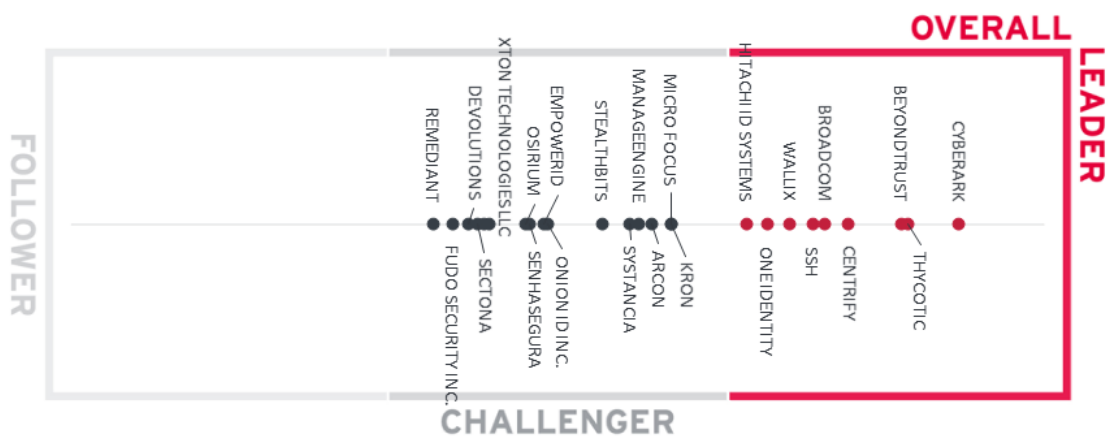 OVERALL
LEADER
FOLLOWER
CHALLENGER
REMEDIANT
DEVOLUTIONS
XTON TECHNOLOGIES LLC
OSIRIUM
EMPOWERID
STEALTHBITS
MANAGEENGINE
MICRO FOCUS
HITACHI ID SYSTEMS
WALLIX
BROADCOM
BEYONDTRUST
CYBERARK
FUDO SECURITY INC.
SECTONA
SENHASEGURA
ONION ID INC.
SYSTANCIA
ARCON
KRON
ONE IDENTITY
SSH
CENTRIFY
THYCOTIC